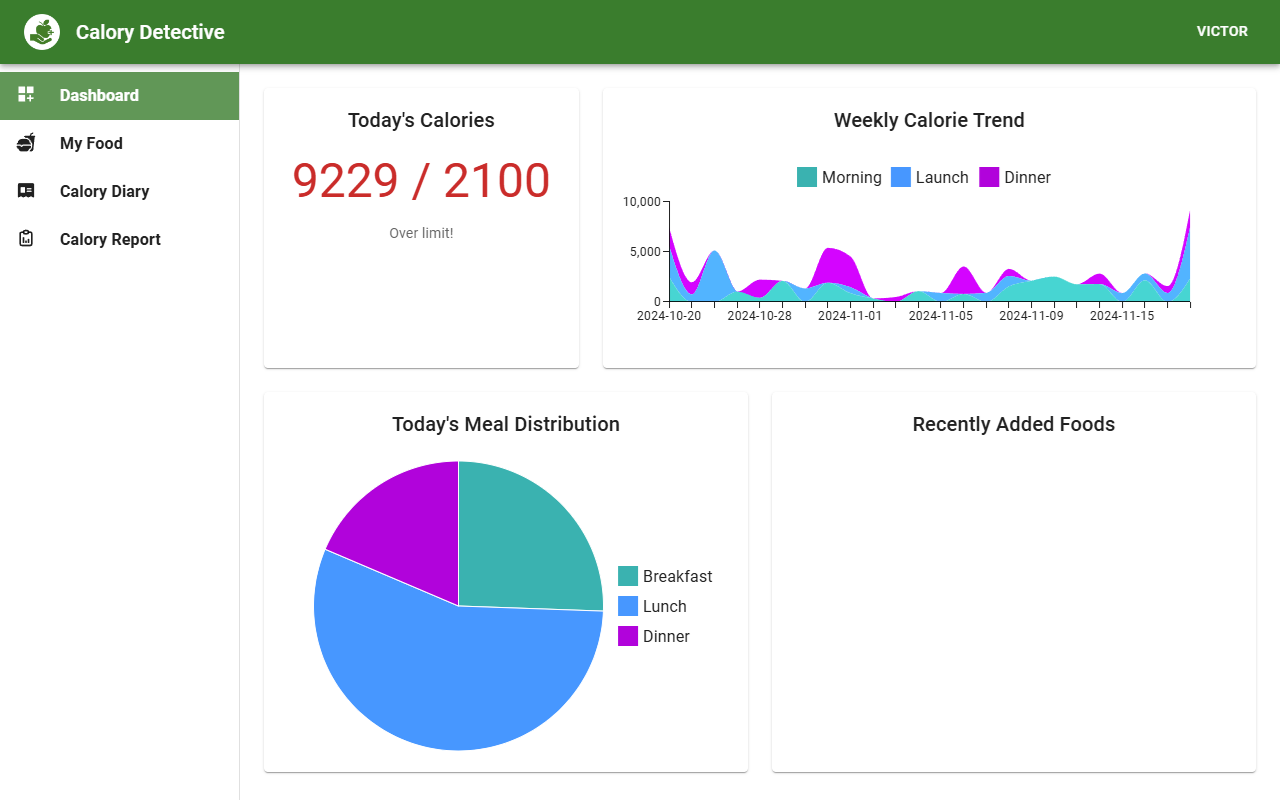 Calory Detective
VICTOR
Dashboard
My Food
Calory Diary
Calory Report
Today's Calories
9229 / 2100
Over limit!
Weekly Calorie Trend
Morning Launch Dinner
10,000
5,000
0
2024-10-20 2024-10-28 2024-11-01 2024-11-05 2024-11-09 2024-11-15
Today's Meal Distribution
Breakfast
Lunch
Dinner
Recently Added Foods